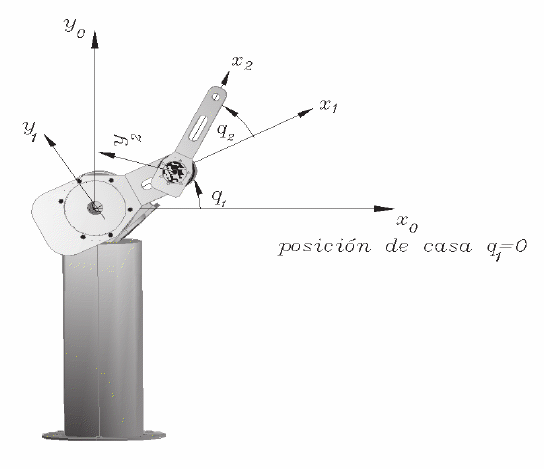 y0
x2
x1
y1
y2
q2
q1
x0
posición de casa q1=0